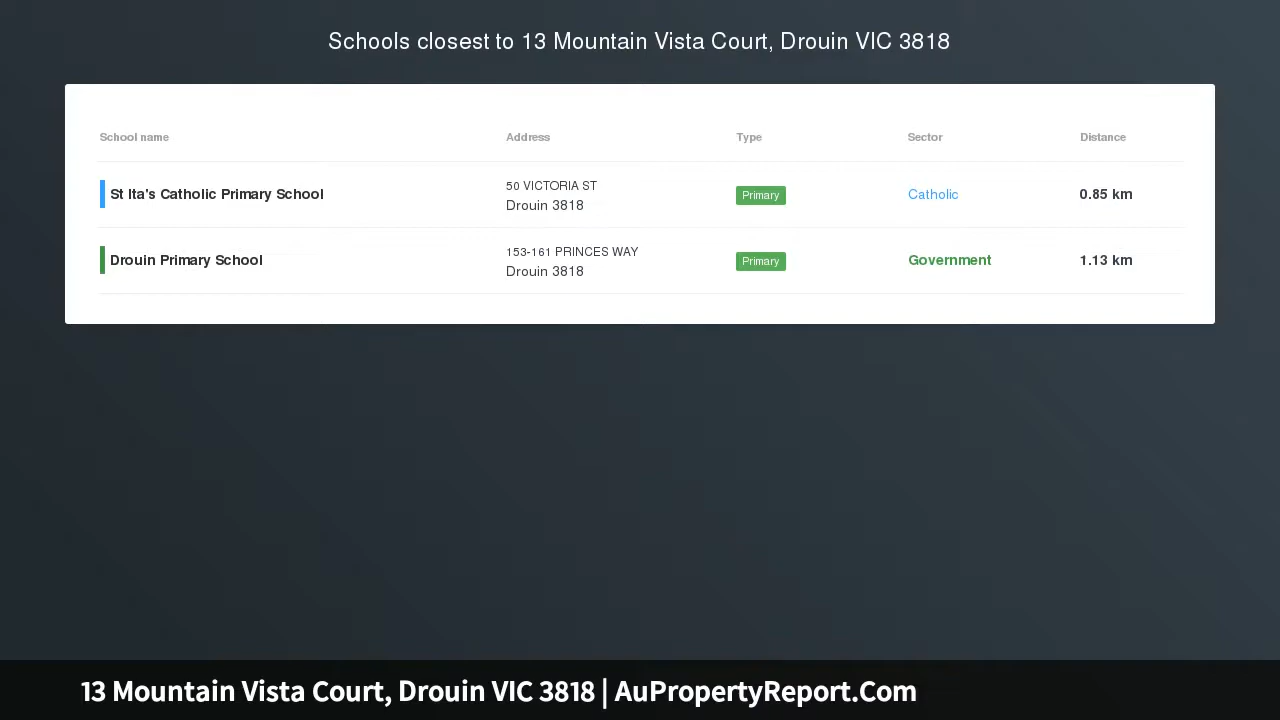 Schools closest to 13 Mountain Vista Court, Drouin VIC 3818
School name Address Type Sector Distance
St Ita's Catholic Primary School 50 VICTORIA ST Drouin 3818 Primary Catholic 0.85 km
Drouin Primary School 153-161 PRINCES WAY Drouin 3818 Primary Government 1.13 km
13 Mountain Vista Court, Drouin VIC 3818 | AuPropertyReport.Com